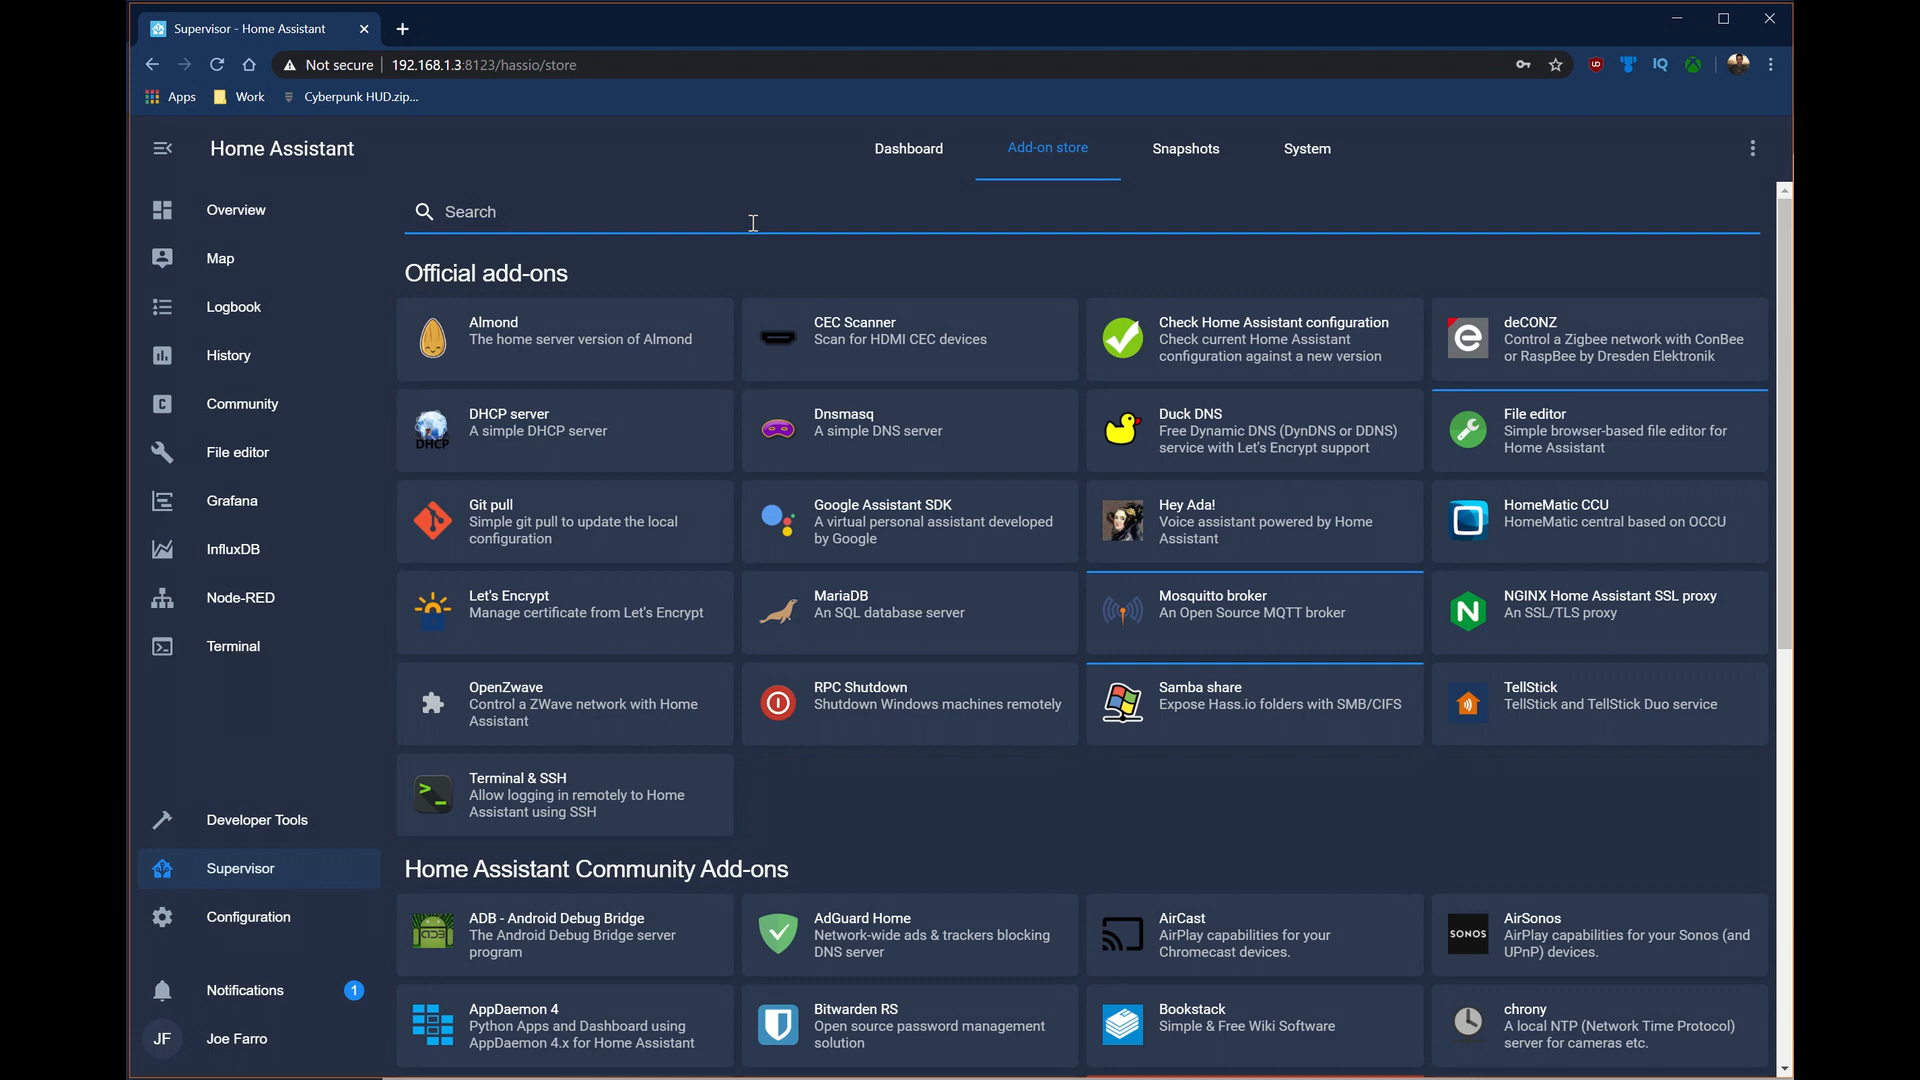 Supervisor - Home Assistant
Not secure
192.168.1.3:8123/hassio/store
UO
IQ
Apps
Work
Cyberpunk HUD.zip...
Home Assistant
Dashboard
Add-on store
Snapshots
System
Overview
Map
Logbook
History
C
Community
File editor
Grafana
InfluxDB
Node-RED
Terminal
Developer Tools
Supervisor
Configuration
Notifications
1
JF
Joe Farro
Search
Official add-ons
Almond
The home server version of Almond
CEC Scanner
Scan for HDMI CEC devices
Check Home Assistant configuration
Check current Home Assistant
configuration against a new version
e
deCONZ
Control a Zigbee network with ConBee
or RaspBee by Dresden Elektronik
DHCP
DHCP server
A simple DHCP server
Dnsmasq
A simple DNS server
Duck DNS
Free Dynamic DNS (DynDNS or DDNS)
service with Let's Encrypt support
File editor
Simple browser-based file editor for
Home Assistant
Git pull
Simple git pull to update the local
configuration
Google Assistant SDK
A virtual personal assistant developed
by Google
Hey Ada!
Voice assistant powered by Home
Assistant
HomeMatic CCU
HomeMatic central based on OCCU
Let's Encrypt
Manage certificate from Let's Encrypt
MariaDB
An SQL database server
Mosquitto broker
An Open Source MQTT broker
N
NGINX Home Assistant SSL proxy
An SSL/TLS proxy
OpenZwave
Control a ZWave network with Home
Assistant
RPC Shutdown
Shutdown Windows machines remotely
Samba share
Expose Hass.io folders with SMB/CIFS
TellStick
TellStick and TellStick Duo service
>_
Terminal & SSH
Allow logging in remotely to Home
Assistant using SSH
Home Assistant Community Add-ons
ADB - Android Debug Bridge
The Android Debug Bridge server
program
AdGuard Home
Network-wide ads & trackers blocking
DNS server
AirCast
AirPlay capabilities for your
Chromecast devices.
SONOS
AirSonos
AirPlay capabilities for your Sonos (and
UPnP) devices.
AppDaemon 4
Python Apps and Dashboard using
AppDaemon 4.x for Home Assistant
Bitwarden RS
Open source password management
solution
Bookstack
Simple & Free Wiki Software
chrony
A local NTP (Network Time Protocol)
server for cameras etc.